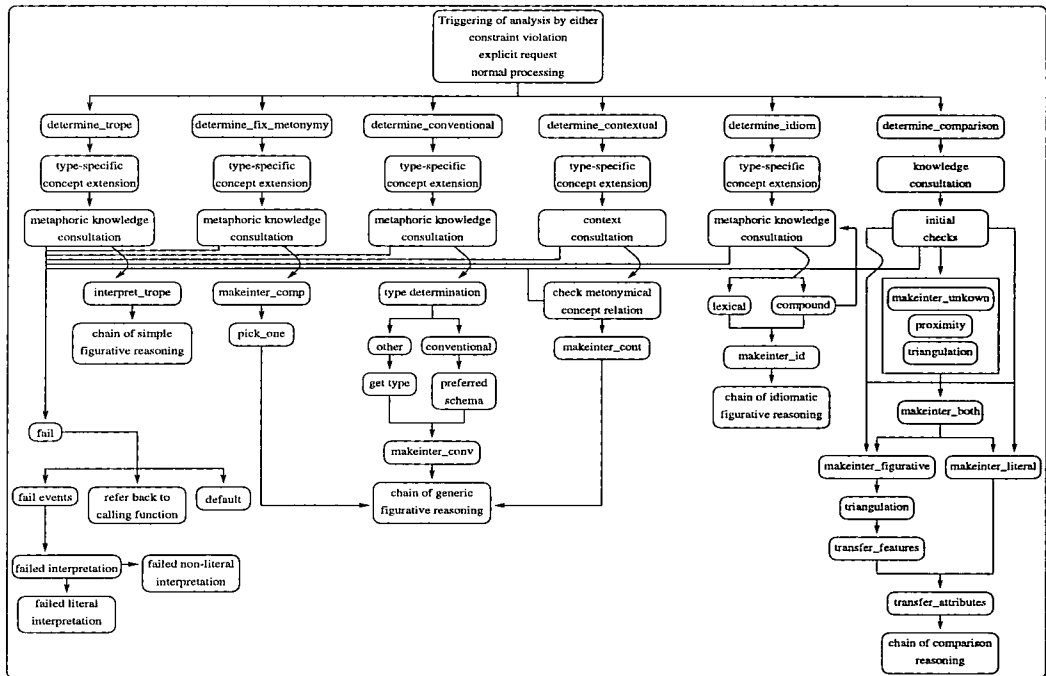 Triggering of analysis by either
constraint violation
explicit request
normal processing
determine_trope
determine_fix_metonymy
determine_conventional
determine_contextual
determine_idiom
determine_comparison
type-specific
concept extension
type-specific
concept extension
type-specific
concept extension
type-specific
concept extension
type-specific
concept extension
knowledge
consultation
metaphoric knowledge
consultation
metaphoric knowledge
consultation
metaphoric knowledge
consultation
context
consultation
metaphoric knowledge
consultation
initial
checks
interpret_trope
makeinter_comp
type determination
check metonymical
concept relation
lexical
compound
makeinter_unkown
proximity
triangulation
chain of simple
figurative reasoning
pick_one
other
conventional
makeinter_cont
makeinter_id
get type
preferred
schema
chain of idiomatic
figurative reasoning
makeinter_both
fail
makeinter_conv
makeinter_figurative
makeinter_literal
fail events
refer back to
calling function
default
chain of generic
figurative reasoning
triangulation
transfer_features
failed interpretation
failed non-literal
interpretation
failed literal
interpretation
transfer_attributes
chain of comparison
reasoning